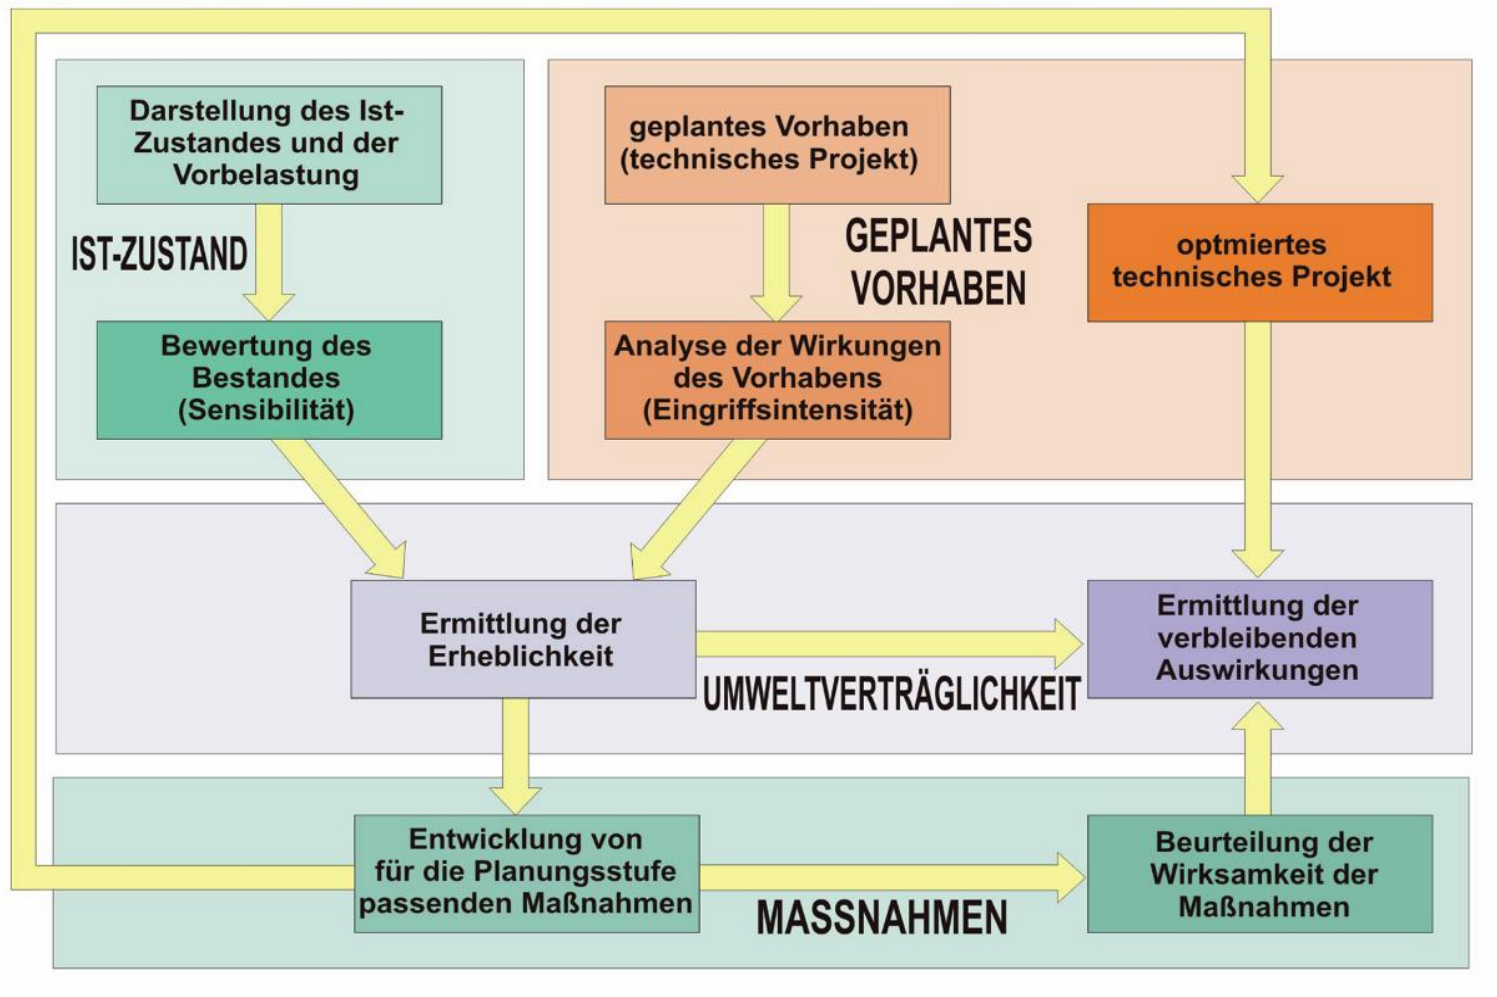 Darstellung des Ist-
Zustandes und der
Vorbelastung
IST-ZUSTAND
Bewertung des
Bestandes
(Sensibilität)
geplantes Vorhaben
(technisches Projekt)
GEPLANTES
VORHABEN
Analyse der Wirkungen
des Vorhabens
(Eingriffsintensität)
optmiertes
technisches Projekt
Ermittlung der
Erheblichkeit
UMWELTVERTRÄGLICHKEIT
Ermittlung der
verbleibenden
Auswirkungen
Entwicklung von
für die Planungsstufe
passenden Maßnahmen
MASSNAHMEN
Beurteilung der
Wirksamkeit der
Maßnahmen